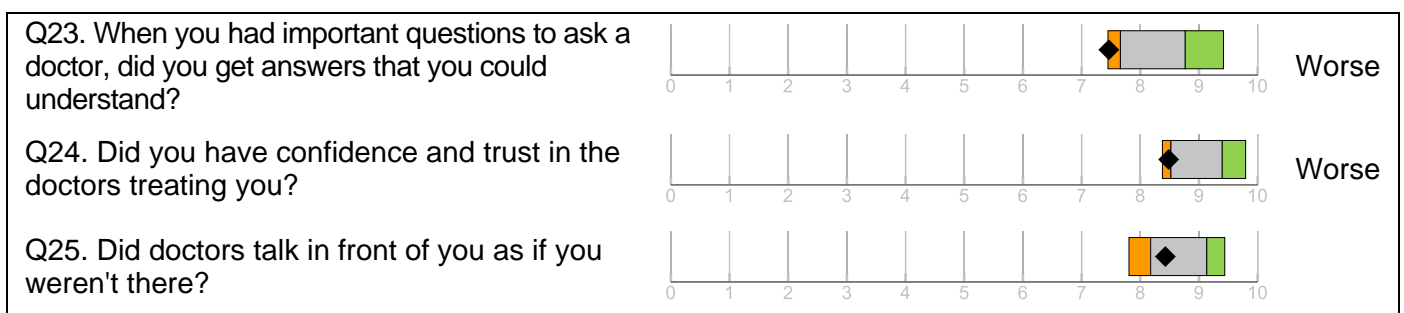 Q23. When you had important questions to ask a
doctor, did you get answers that you could
understand?
0 1 2 3 4 5 6 7 8 9 10
Worse
Q24. Did you have confidence and trust in the
doctors treating you?
0 1 2 3 4 5 6 7 8 9 10
Worse
Q25. Did doctors talk in front of you as if you
weren't there?
0 1 2 3 4 5 6 7 8 9 10